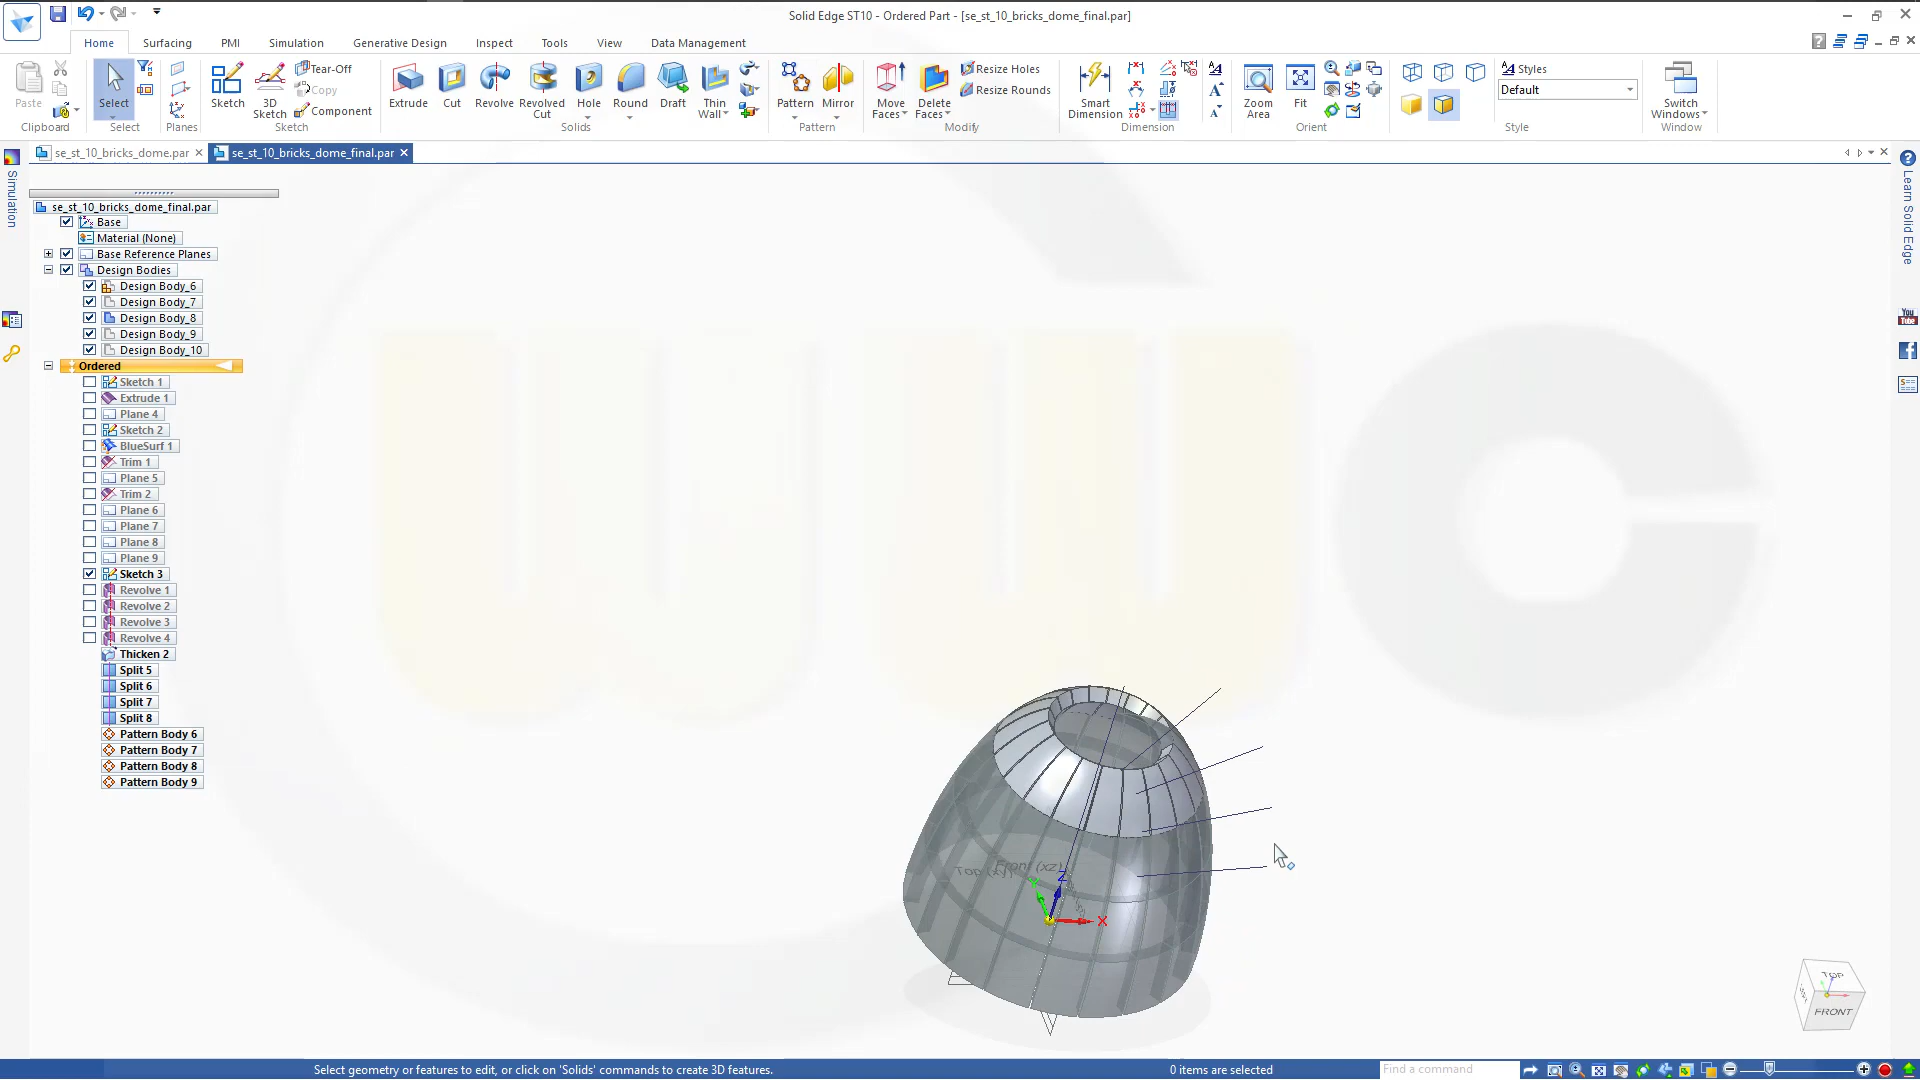 Solid Edge ST10 - Ordered Part - [se_st_10_bricks_dome_final.par]
Home Surfacing PMI Simulation Generative Design Inspect Tools View Data Management
Paste
Clipboard
Select
Select
Planes
Sketch
3D Sketch
Tear-Off
Copy
Component
Sketch
Extrude
Cut
Revolve
Revolved Cut
Hole
Round
Draft
Thin Wall
Solids
Pattern
Mirror
Pattern
Move Faces
Delete Faces
Resize Holes
Resize Rounds
Modify
Smart Dimension
Dimension
Zoom Area
Fit
Orient
Styles
Default
Style
Switch Windows
Window
se_st_10_bricks_dome.par
se_st_10_bricks_dome_final.par
Simulation
se_st_10_bricks_dome_final.par
Base
Material (None)
Base Reference Planes
Design Bodies
Design Body_6
Design Body_7
Design Body_8
Design Body_9
Design Body_10
Ordered
Sketch 1
Extrude 1
Plane 4
Sketch 2
BlueSurf 1
Trim 1
Plane 5
Trim 2
Plane 6
Plane 7
Plane 8
Plane 9
Sketch 3
Revolve 1
Revolve 2
Revolve 3
Revolve 4
Thicken 2
Split 5
Split 6
Split 7
Split 8
Pattern Body 6
Pattern Body 7
Pattern Body 8
Pattern Body 9
Learn Solid Edge
You Tube
Front (xz)
Top (xy)
Z
Y
X
TOP
FRONT
Select geometry or features to edit, or click on 'Solids' commands to create 3D features.
0 items are selected
Find a command